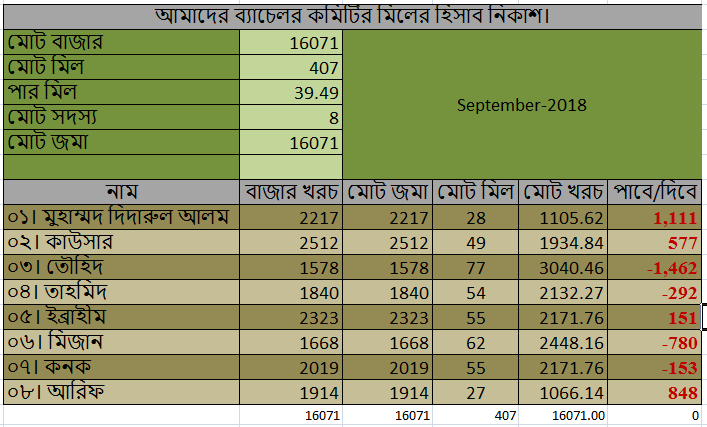 আমাদের ব্যাচেলর কমিটির মিলের হিসাব নিকাশ।
মোট বাজার 16071
মোট মিল 407
পার মিল 39.49
মোট সদস্য 8
মোট জমা 16071
September-2018
নাম বাজার খরচ মোট জমা মোট মিল মোট খরচ পাবে/দিবে
০১। মুহাম্মদ দিদারুল আলম 2217 2217 28 1105.62 1,111
০২। কাউসার 2512 2512 49 1934.84 577
০৩। তৌহিদ 1578 1578 77 3040.46 -1,462
০৪। তাহমিদ 1840 1840 54 2132.27 -292
০৫। ইব্রাহীম 2323 2323 55 2171.76 151
০৬। মিজান 1668 1668 62 2448.16 -780
০৭। কনক 2019 2019 55 2171.76 -153
০৮। আরিফ 1914 1914 27 1066.14 848
16071 16071 407 16071.00 0